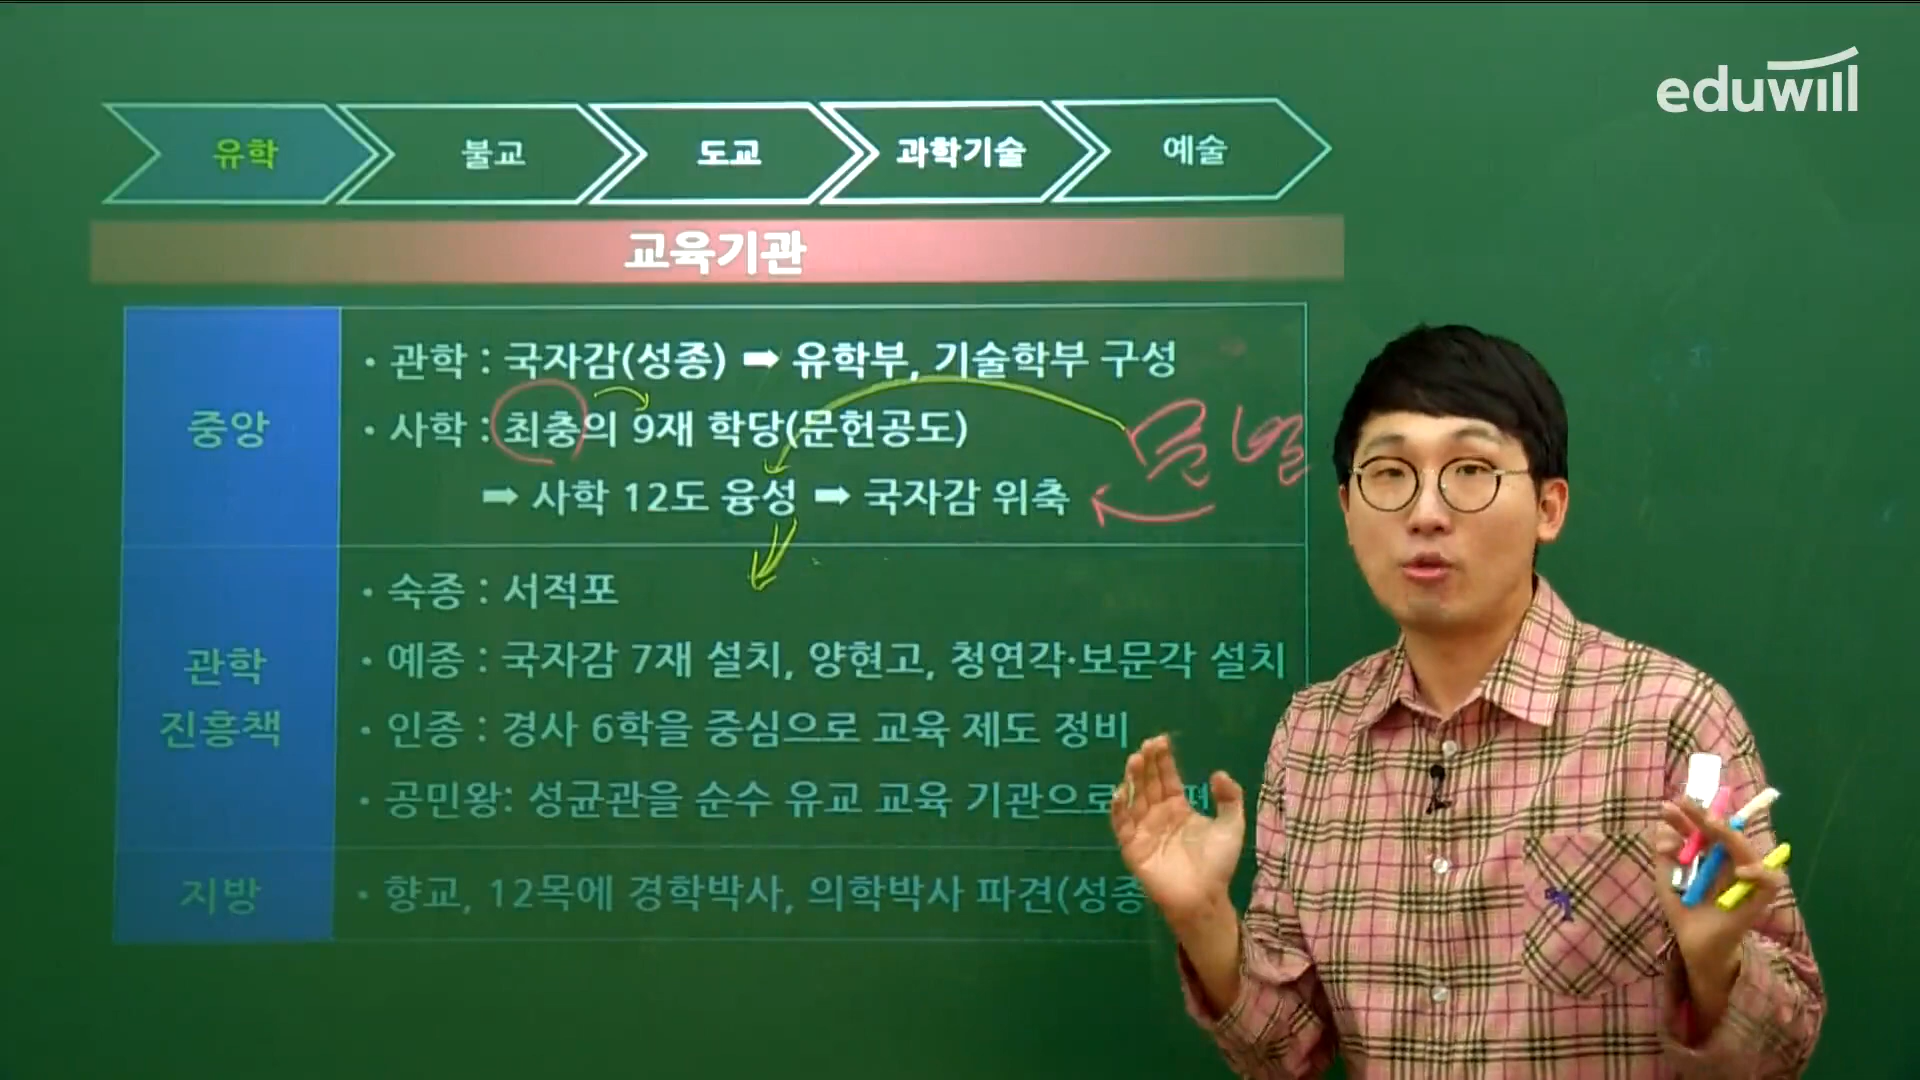 eduwill
유학 불교 도교 과학기술 예술
교육기관
중앙
• 관학 : 국자감(성종) ➡ 유학부, 기술학부 구성
• 사학 : 최충의 9재 학당(문헌공도)
문벌
➡ 사학 12도 융성 ➡ 국자감 위축
관학
진흥책
• 숙종 : 서적포
• 예종 : 국자감 7재 설치, 양현고, 청연각·보문각 설치
• 인종 : 경사 6학을 중심으로 교육 제도 정비
• 공민왕: 성균관을 순수 유교 교육 기관으로
지방
• 향교, 12목에 경학박사, 의학박사 파견(성종